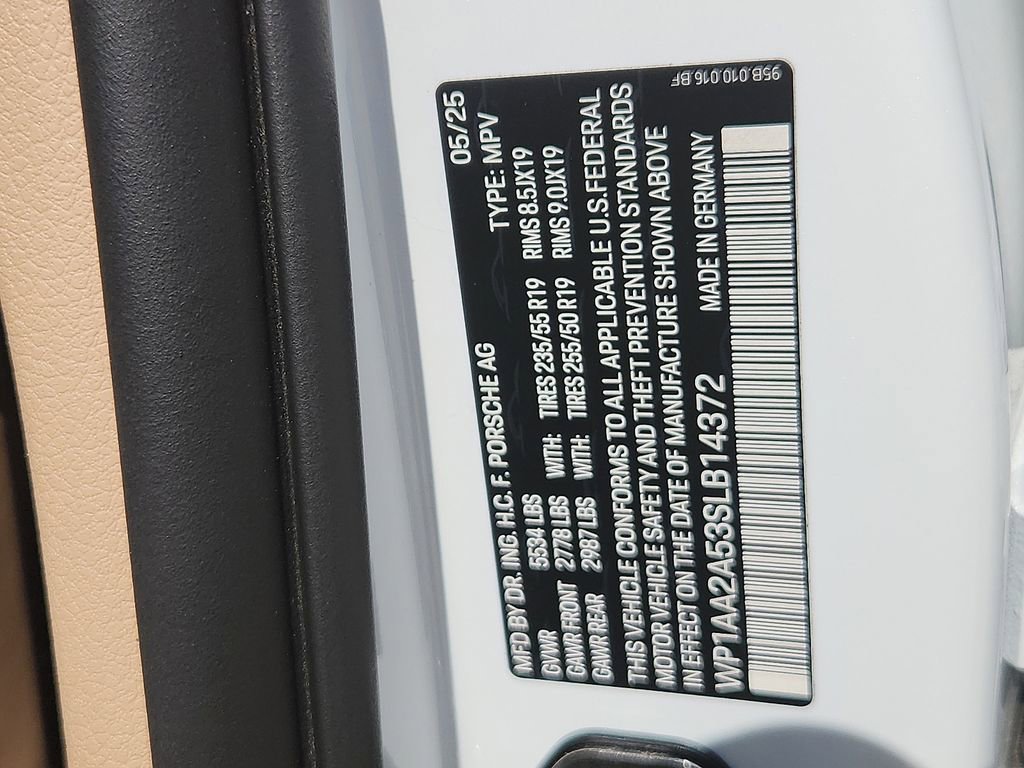 MFD BY DR. ING. H.C. F. PORSCHE AG 05/25
GVWR 5534 LBS TYPE: MPV
GAWR FRONT 2778 LBS WITH: TIRES 235/55 R19 RIMS 8.5JX19
GAWR REAR 2987 LBS WITH: TIRES 255/50 R19 RIMS 9.0JX19
THIS VEHICLE CONFORMS TO ALL APPLICABLE U.S.FEDERAL
MOTOR VEHICLE SAFETY AND THEFT PREVENTION STANDARDS
IN EFFECT ON THE DATE OF MANUFACTURE SHOWN ABOVE
WP1AA2A53SLB14372 MADE IN GERMANY
95B.010.016.BF